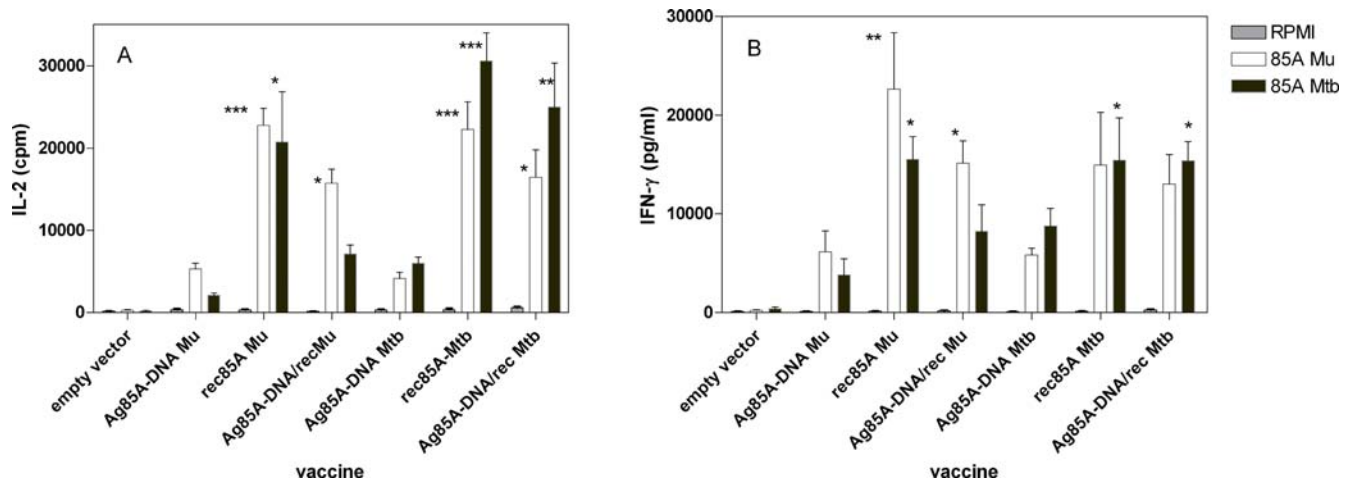 A
IL-2 (cpm)
30000
20000
10000
0
***
*
*
***
***
*
**
empty vector
Ag85A-DNA Mu
rec85A Mu
Ag85A-DNA/recMu
Ag85A-DNA Mtb
rec85A-Mtb
Ag85A-DNA/rec Mtb
vaccine
B
IFN-γ (pg/ml)
30000
20000
10000
0
**
*
*
*
*
empty vector
Ag85A-DNA Mu
rec85A Mu
Ag85A-DNA/rec Mu
Ag85A-DNA Mtb
rec85A Mtb
Ag85A-DNA/rec Mtb
vaccine
RPMI
85A Mu
85A Mtb